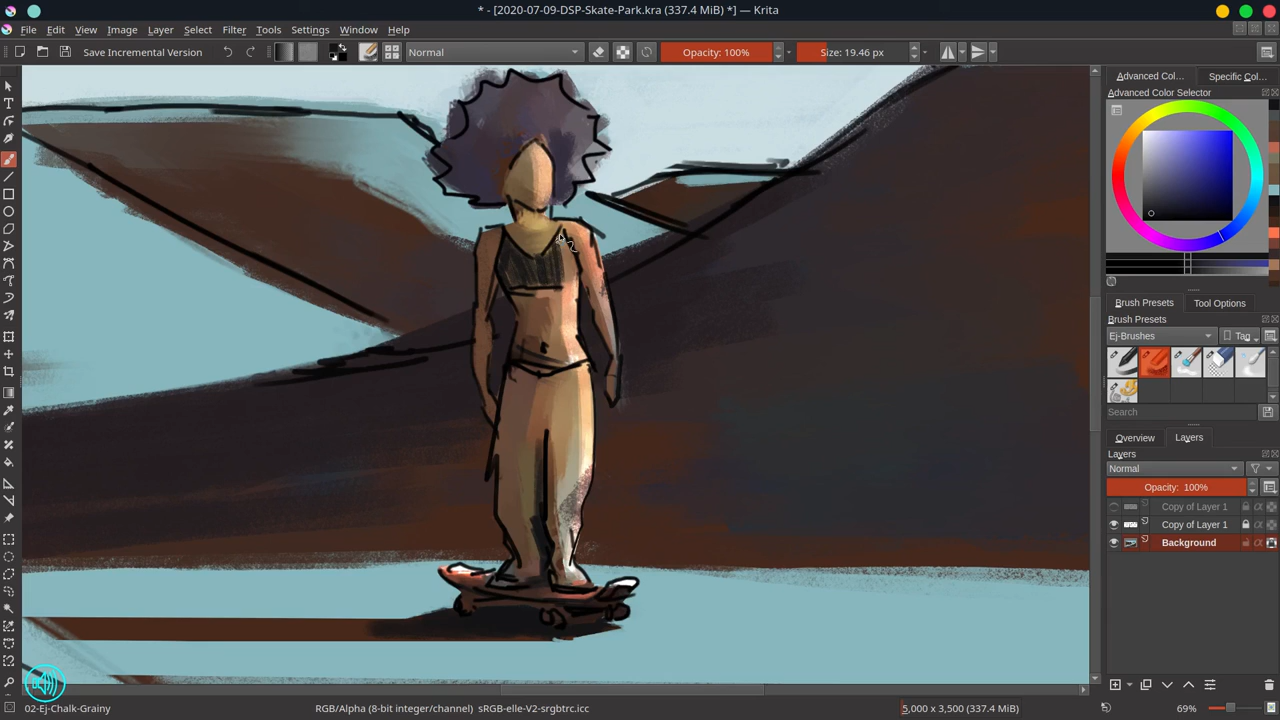 * - [2020-07-09-DSP-Skate-Park.kra (337.4 MiB) *] — Krita
File Edit View Image Layer Select Filter Tools Settings Window Help
Save Incremental Version Normal Opacity: 100% Size: 19.46 px
Advanced Col... Specific Col...
Advanced Color Selector
Brush Presets Tool Options
Brush Presets
Ej-Brushes Tag
Search
Overview Layers
Layers
Normal
Opacity: 100%
Copy of Layer 1
Copy of Layer 1
Background
02-Ej-Chalk-Grainy RGB/Alpha (8-bit integer/channel) sRGB-elle-V2-srgbtrc.icc 5,000 x 3,500 (337.4 MiB) 69%